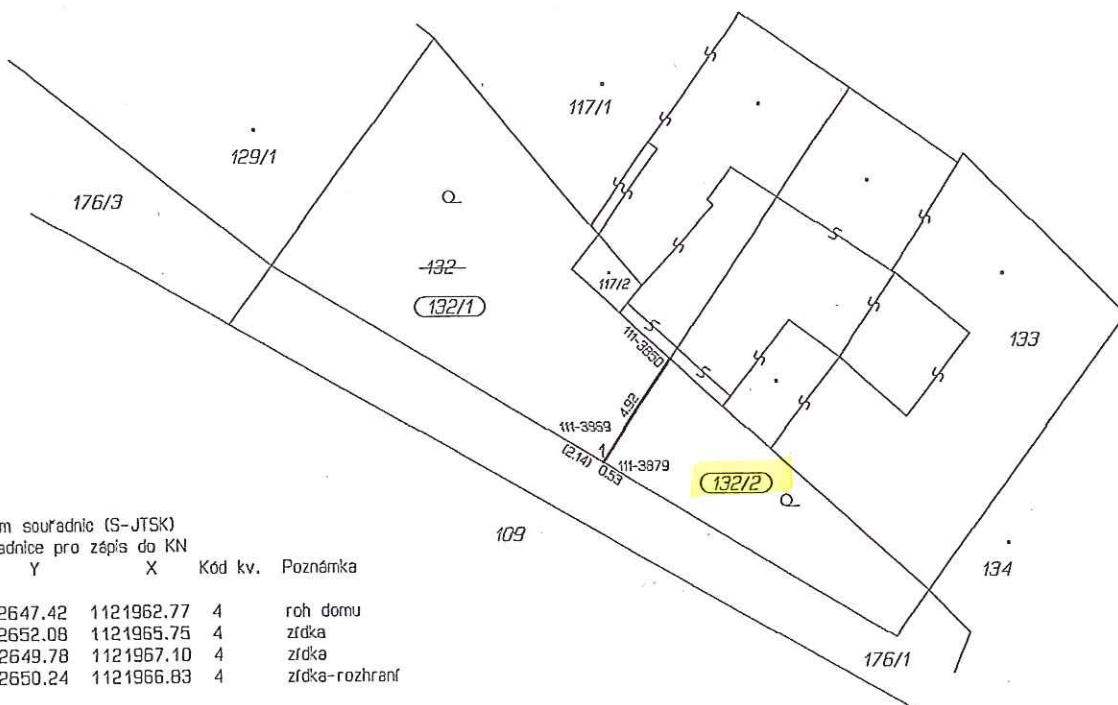 117/1
129/1
176/3
132
132/1
117/2
133
111-3850
4.92
111-3869
1
(2.14) 0.53 111-3879
132/2
109
134
176/1
m souřadnic (S-JTSK)
adnice pro zápis do KN
Y X Kód kv. Poznámka
2647.42 1121962.77 4 roh domu
2652.08 1121965.75 4 zídka
2649.78 1121967.10 4 zídka
2650.24 1121966.83 4 zídka-rozhraní